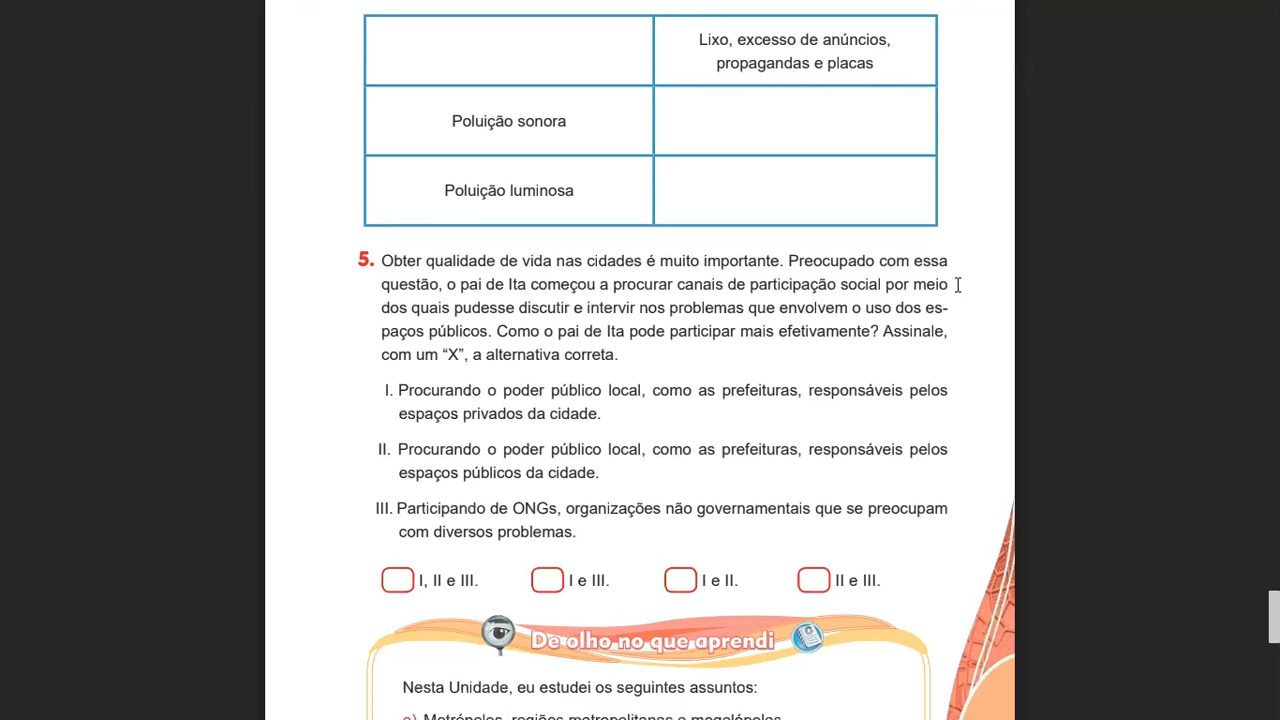 Lixo, excesso de anúncios,
propagandas e placas
Poluição sonora
Poluição luminosa
5. Obter qualidade de vida nas cidades é muito importante. Preocupado com essa
questão, o pai de Ita começou a procurar canais de participação social por meio
dos quais pudesse discutir e intervir nos problemas que envolvem o uso dos es-
paços públicos. Como o pai de Ita pode participar mais efetivamente? Assinale,
com um “X”, a alternativa correta.
I. Procurando o poder público local, como as prefeituras, responsáveis pelos
espaços privados da cidade.
II. Procurando o poder público local, como as prefeituras, responsáveis pelos
espaços públicos da cidade.
III. Participando de ONGs, organizações não governamentais que se preocupam
com diversos problemas.
I, II e III. I e III. I e II. II e III.
De olho no que aprendi
Nesta Unidade, eu estudei os seguintes assuntos:
a) Metrópoles, regiões metropolitanas e megalópoles